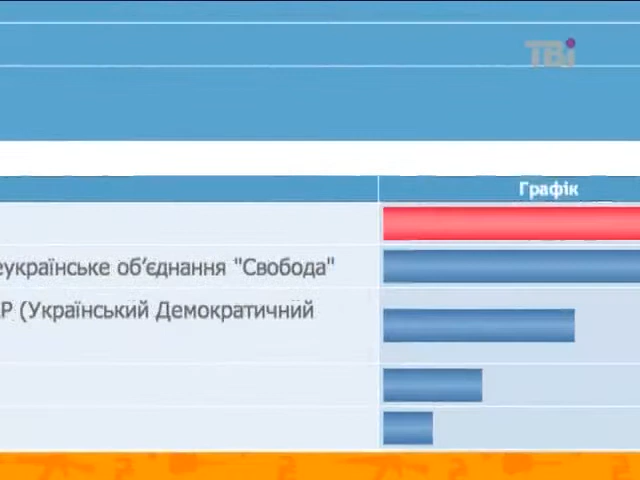 ТВі
Графік
еукраїнське об’єднання "Свобода"
Р (Український Демократичний